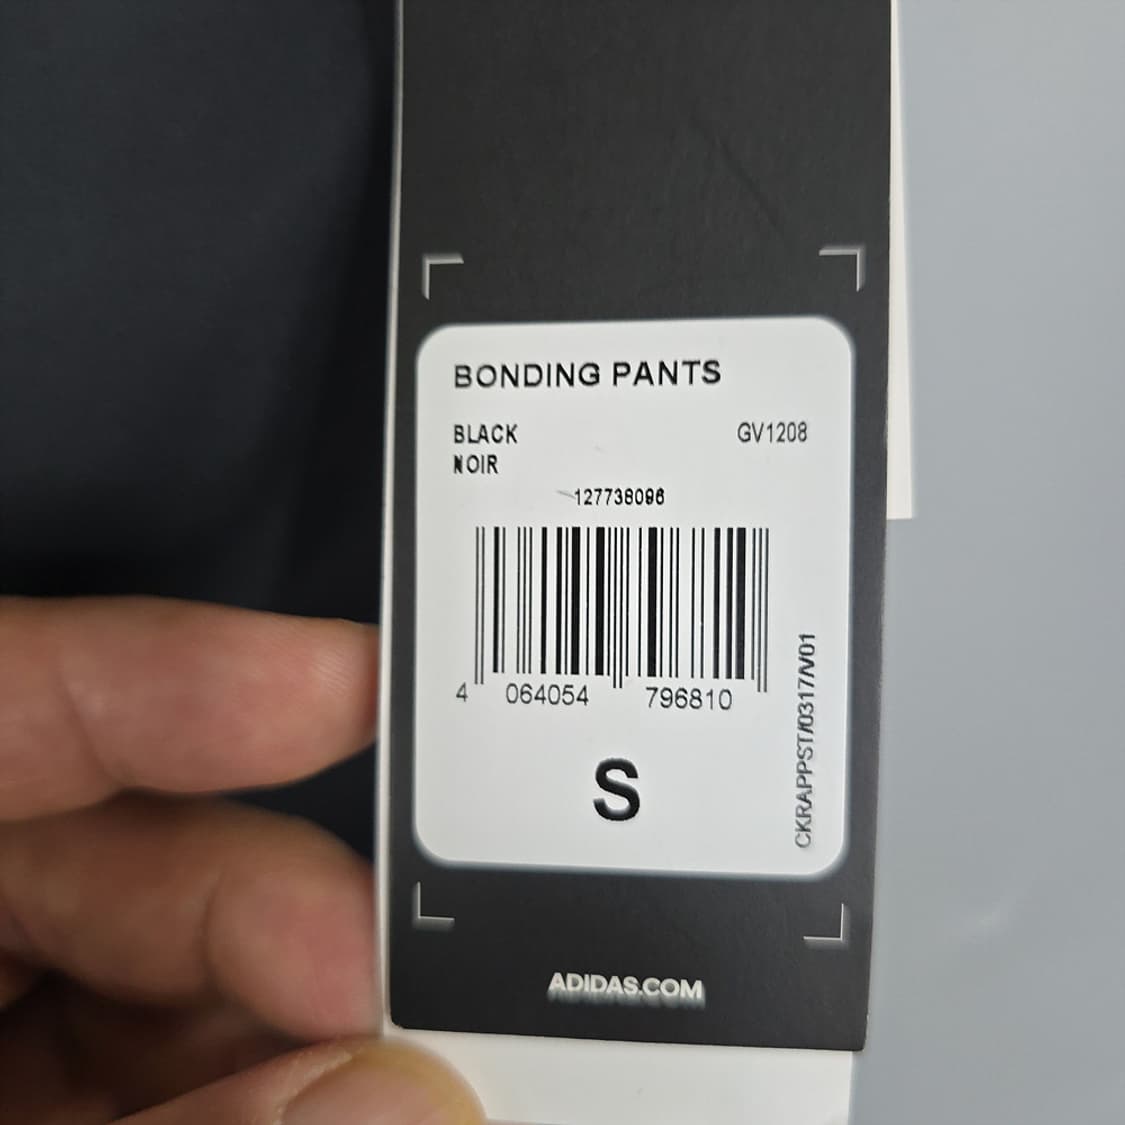 BONDING PANTS
BLACK GV1208
NOIR
127738096
4 064054 796810
CKRAPPST/0317/V01
S
ADIDAS.COM